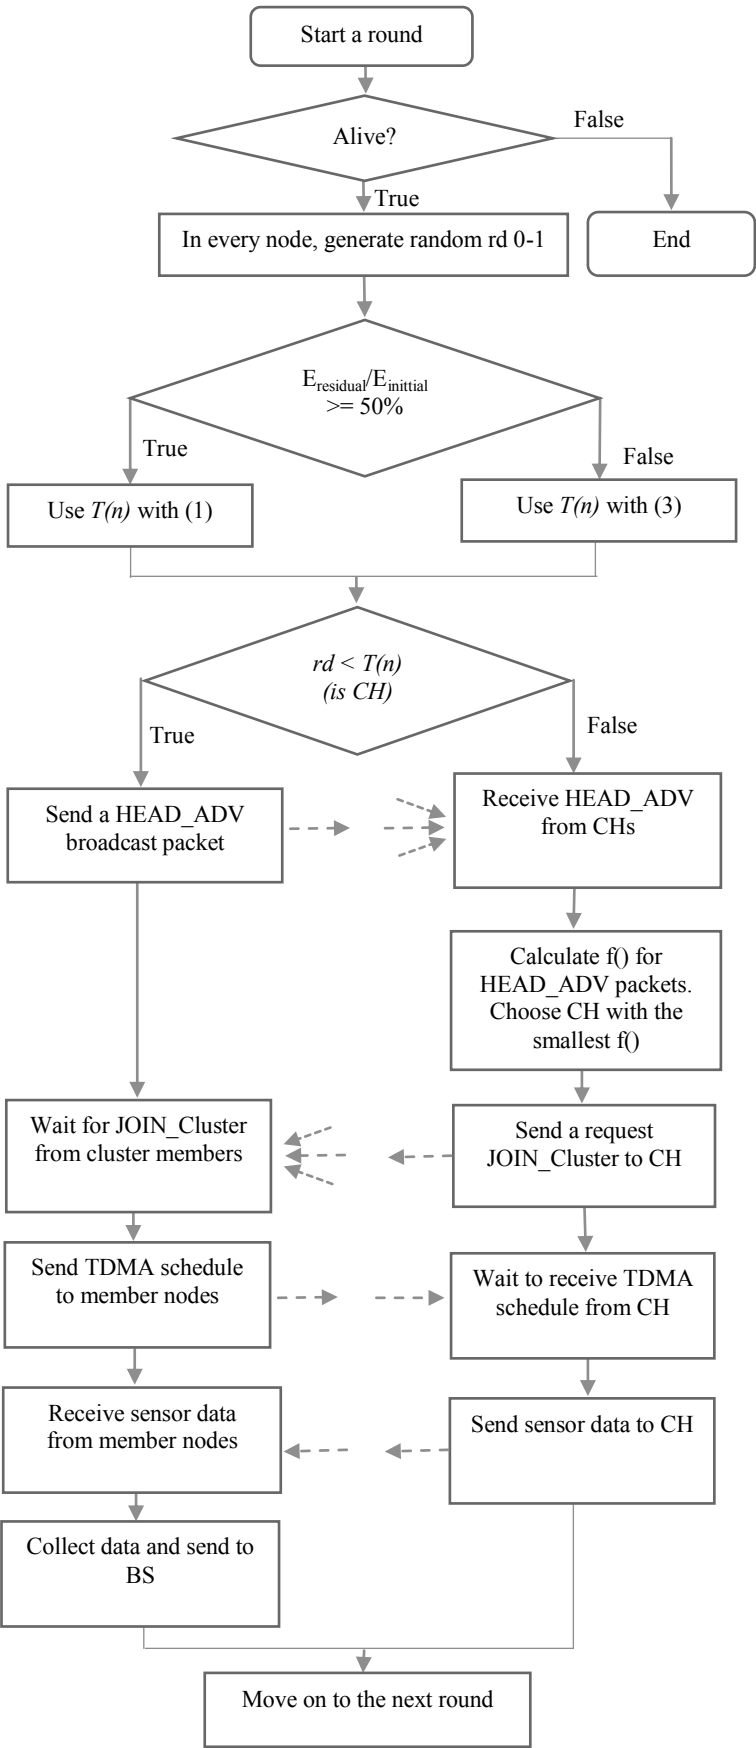 Start a round
Alive?
False
True
In every node, generate random rd 0-1
End
Eresidual/Einittial
>= 50%
True
False
Use T(n) with (1)
Use T(n) with (3)
rd < T(n)
(is CH)
True
False
Send a HEAD_ADV
broadcast packet
Receive HEAD_ADV
from CHs
Calculate f() for
HEAD_ADV packets.
Choose CH with the
smallest f()
Wait for JOIN_Cluster
from cluster members
Send a request
JOIN_Cluster to CH
Send TDMA schedule
to member nodes
Wait to receive TDMA
schedule from CH
Receive sensor data
from member nodes
Send sensor data to CH
Collect data and send to
BS
Move on to the next round